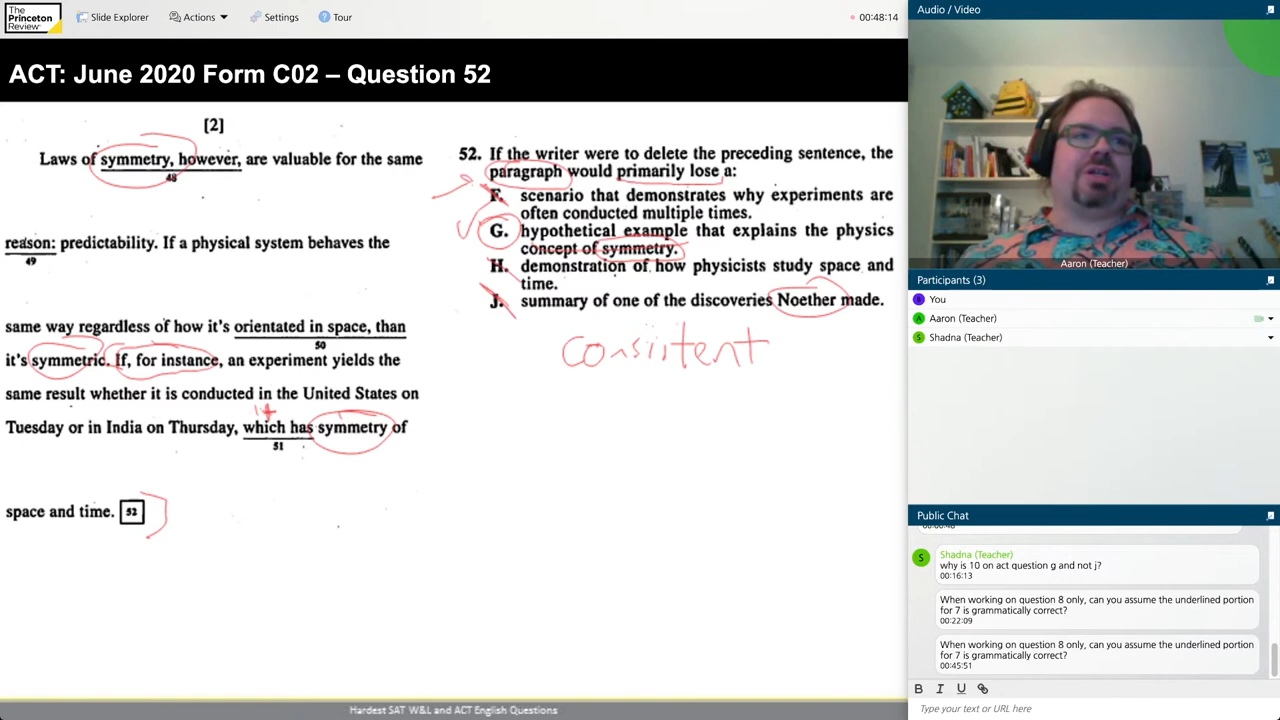 The
Princeton
Review
Slide Explorer
Actions
Settings
Tour
00:48:14
ACT: June 2020 Form C02 – Question 52
[2]
Laws of symmetry, however, are valuable for the same
48
reason: predictability. If a physical system behaves the
49
same way regardless of how it's orientated in space, than
50
it's symmetric. If, for instance, an experiment yields the
same result whether it is conducted in the United States on
it
Tuesday or in India on Thursday, which has symmetry of
51
space and time. 52
52. If the writer were to delete the preceding sentence, the
paragraph would primarily lose a:
F. scenario that demonstrates why experiments are
often conducted multiple times.
G. hypothetical example that explains the physics
concept of symmetry.
H. demonstration of how physicists study space and
time.
J. summary of one of the discoveries Noether made.
consistent
Hardest SAT W&L and ACT English Questions
Audio / Video
Aaron (Teacher)
Participants (3)
B You
A Aaron (Teacher)
S Shadna (Teacher)
Public Chat
00:00:48
S
Shadna (Teacher)
why is 10 on act question g and not j?
00:16:13
When working on question 8 only, can you assume the underlined portion
for 7 is grammatically correct?
00:22:09
When working on question 8 only, can you assume the underlined portion
for 7 is grammatically correct?
00:45:51
B I U
Type your text or URL here